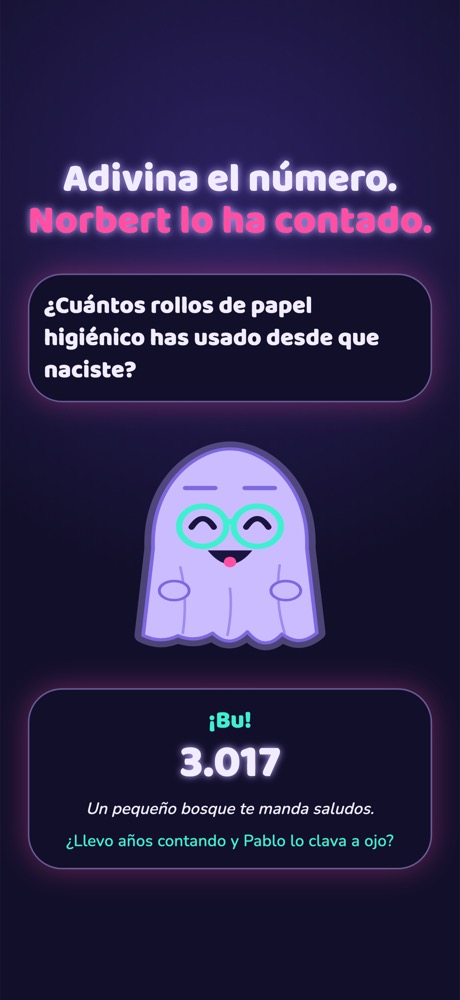 Adivina el número.
Norbert lo ha contado.
¿Cuántos rollos de papel
higiénico has usado desde que
naciste?
¡Bu!
3.017
Un pequeño bosque te manda saludos.
¿Llevo años contando y Pablo lo clava a ojo?